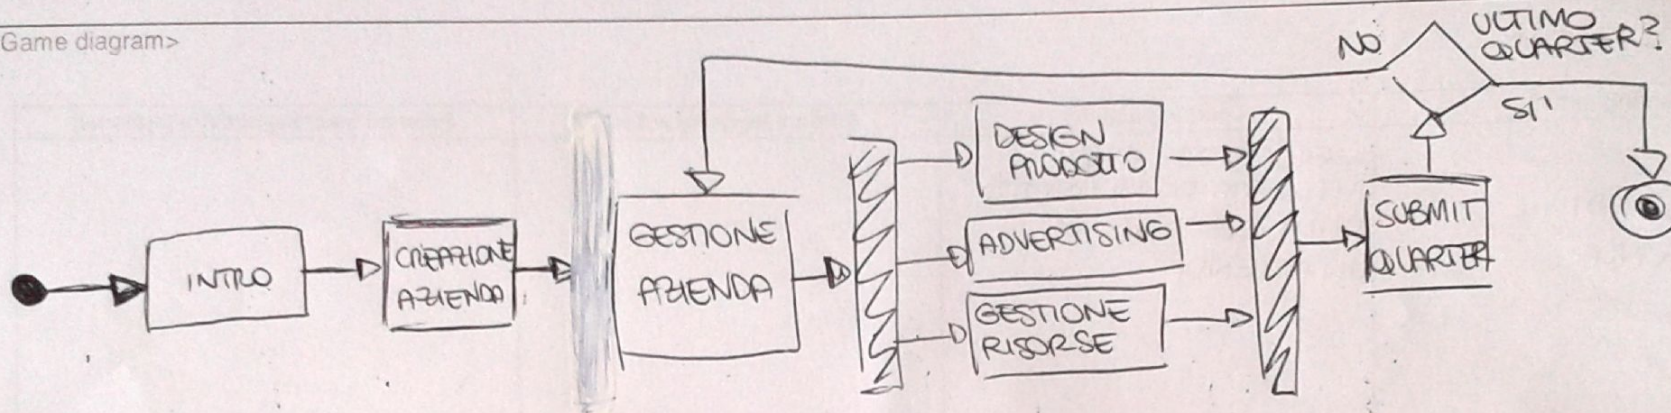 Game diagram>
INTRO
CREAZIONE
AZIENDA
GESTIONE
AZIENDA
DESIGN
PRODOTTO
ADVERTISING
GESTIONE
RISORSE
SUBMIT
QUARTER
ULTIMO
QUARTER?
NO
SI'